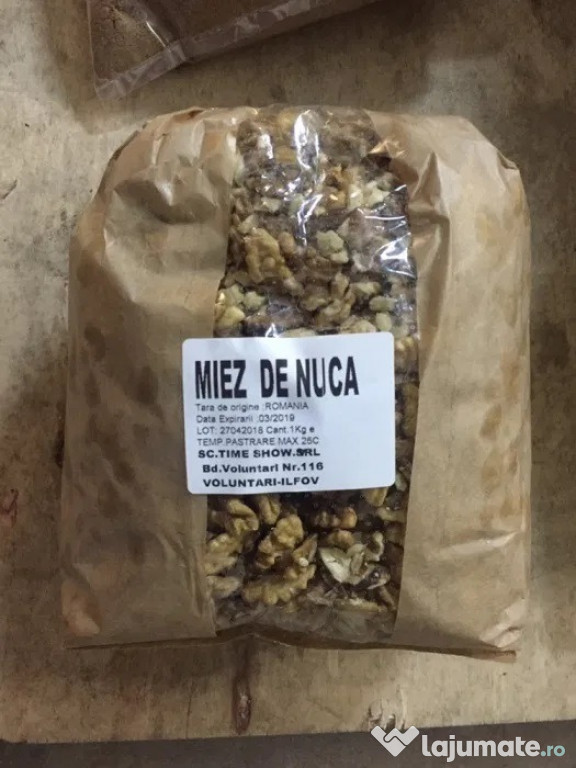 MIEZ DE NUCA
Tara de origine :ROMANIA
Data Expirarii :03/2019
LOT: 27042018 Cant.1Kg e
TEMP.PASTRARE.MAX.25C
SC.TIME SHOW.SRL
Bd.Voluntari Nr.116
VOLUNTARI-ILFOV
lajumate.ro